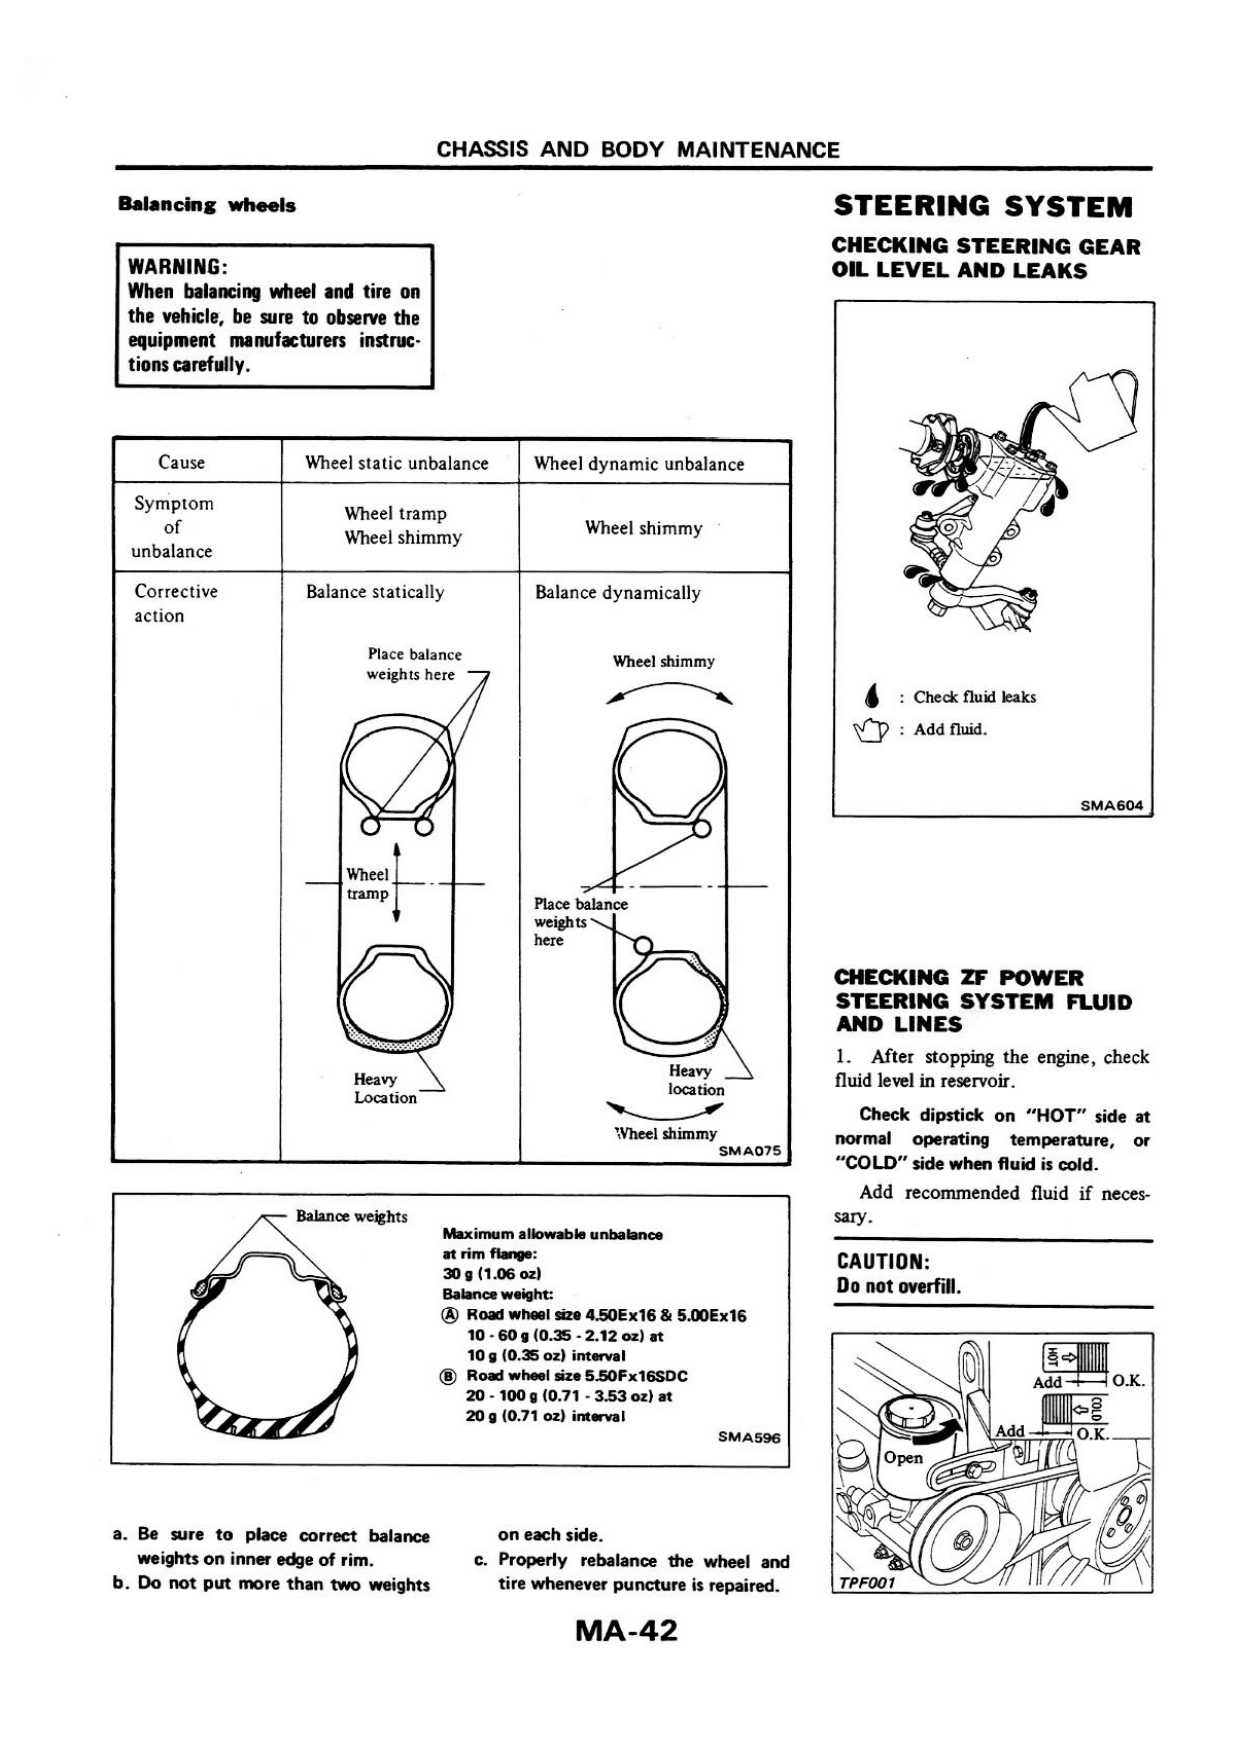 CHASSIS AND BODY MAINTENANCE
Balancing wheels
WARNING:
When balancing wheel and tire on
the vehicle, be sure to observe the
equipment manufacturers instruc-
tions carefully.
Cause
Wheel static unbalance
Wheel dynamic unbalance
Symptom
of
unbalance
Wheel tramp
Wheel shimmy
Wheel shimmy
Corrective
action
Balance statically
Balance dynamically
Place balance
weights here
Wheel
tramp
Heavy
Location
Wheel shimmy
Place balance
weights
here
Heavy
location
Wheel shimmy
SMA075
Balance weights
Maximum allowable unbalance
at rim flange:
30 g (1.06 oz)
Balance weight:
Ⓐ Road wheel size 4.50Ex16 & 5.00Ex16
10 - 60 g (0.35 - 2.12 oz) at
10 g (0.35 oz) interval
Ⓑ Road wheel size 5.50Fx16SDC
20 - 100 g (0.71 - 3.53 oz) at
20 g (0.71 oz) interval
SMA596
a. Be sure to place correct balance
weights on inner edge of rim.
b. Do not put more than two weights
on each side.
c. Properly rebalance the wheel and
tire whenever puncture is repaired.
STEERING SYSTEM
CHECKING STEERING GEAR
OIL LEVEL AND LEAKS
: Check fluid leaks
: Add fluid.
SMA604
CHECKING ZF POWER
STEERING SYSTEM FLUID
AND LINES
1. After stopping the engine, check
fluid level in reservoir.
Check dipstick on "HOT" side at
normal operating temperature, or
"COLD" side when fluid is cold.
Add recommended fluid if neces-
sary.
CAUTION:
Do not overfill.
HOT
Add
O.K.
COLD
Add
O.K.
Open
TPF001
MA-42